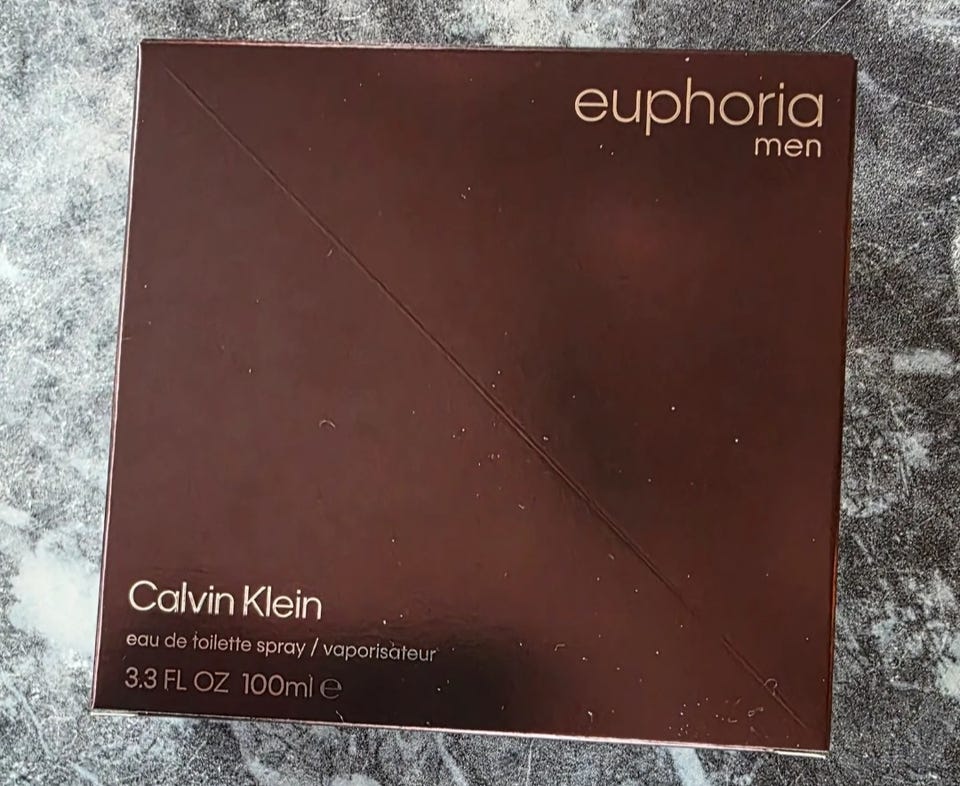 euphoria
men
Calvin Klein
eau de toilette spray / vaporisateur
3.3 FL OZ 100ml ℮